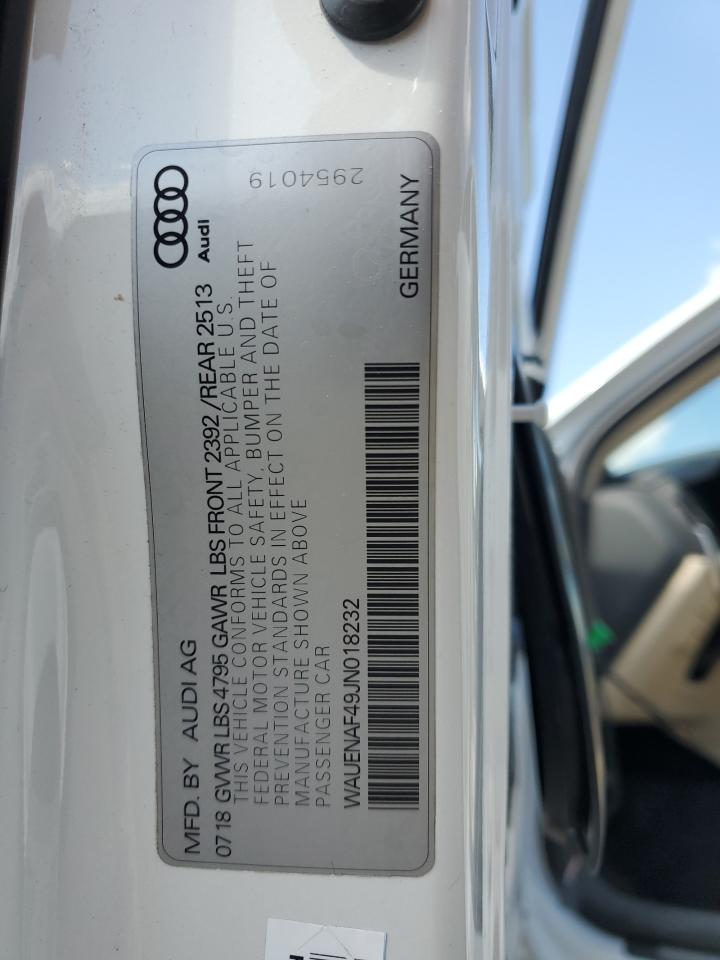 MFD. BY AUDI AG
Audi
07 18 GVWR LBS 4795 GAWR LBS FRONT 2392/REAR 2513
THIS VEHICLE CONFORMS TO ALL APPLICABLE U.S.
FEDERAL MOTOR VEHICLE SAFETY, BUMPER AND THEFT
PREVENTION STANDARDS IN EFFECT ON THE DATE OF
MANUFACTURE SHOWN ABOVE
PASSENGER CAR
WAUENAF49JN018232
GERMANY
2954019